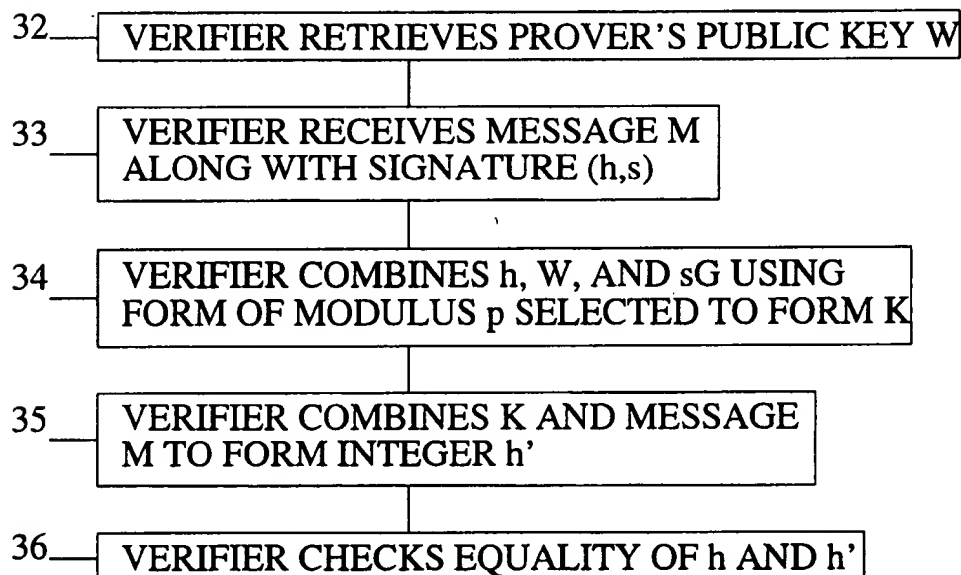 32 VERIFIER RETRIEVES PROVER'S PUBLIC KEY W
33 VERIFIER RECEIVES MESSAGE M
ALONG WITH SIGNATURE (h,s)
34 VERIFIER COMBINES h, W, AND sG USING
FORM OF MODULUS p SELECTED TO FORM K
35 VERIFIER COMBINES K AND MESSAGE
M TO FORM INTEGER h'
36 VERIFIER CHECKS EQUALITY OF h AND h'